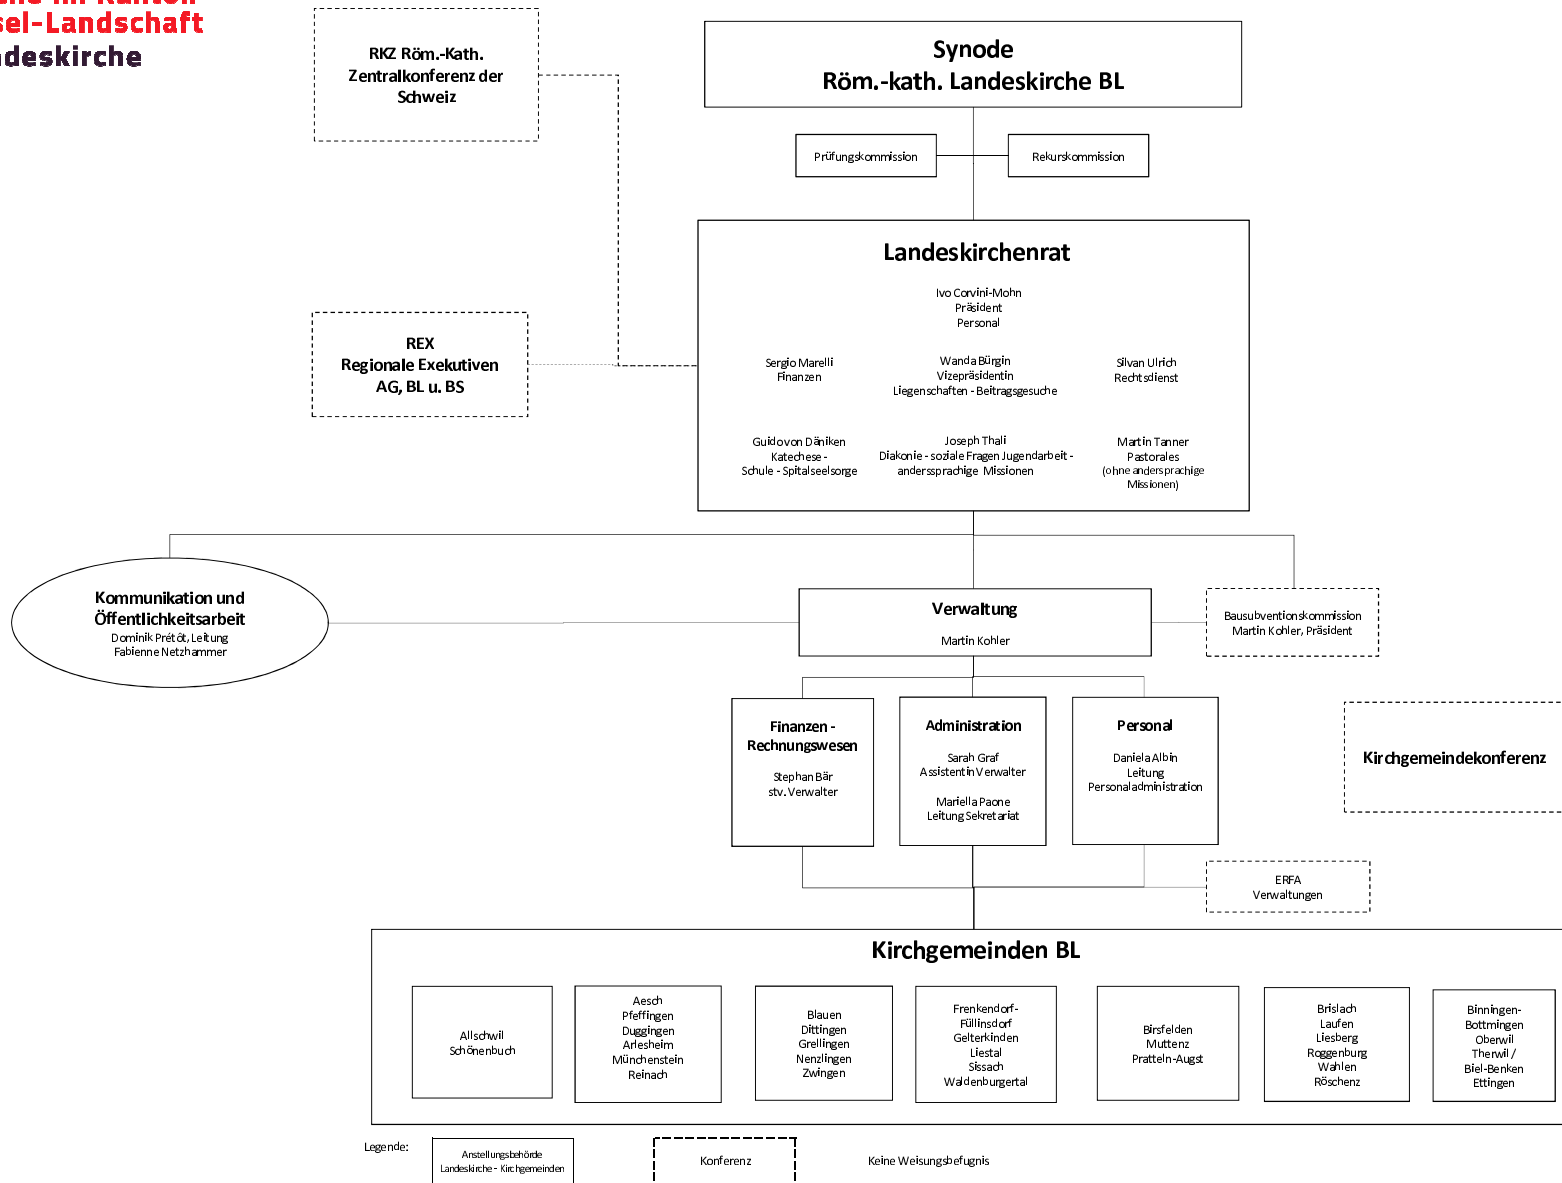 sel-Landschaft
deskirche
RKZ Röm.-Kath.
Zentralkonferenz der
Schweiz
Synode
Röm.-kath. Landeskirche BL
Prüfungskommission
Rekurskommission
Landeskirchenrat
Ivo Corvini-Mohn
Präsident
Personal
REX
Regionale Exekutiven
AG, BL u. BS
Sergio Marelli
Finanzen
Wanda Bürgin
Vizepräsidentin
Liegenschaften - Beitragsgesuche
Silvan Ulrich
Rechtsdienst
Guido von Däniken
Katechese -
Schule - Spitalseelsorge
Joseph Thali
Diakonie - soziale Fragen Jugendarbeit -
anderssprachige Missionen
Martin Tanner
Pastorales
(ohne andersprachige
Missionen)
Kommunikation und
Öffentlichkeitsarbeit
Dominik Prétôt, Leitung
Fabienne Netzhammer
Verwaltung
Martin Kohler
Bausubventionskommission
Martin Kohler, Präsident
Finanzen -
Rechnungswesen
Stephan Bär
stv. Verwalter
Administration
Sarah Graf
Assistentin Verwalter
Mariella Paone
Leitung Sekretariat
Personal
Daniela Albin
Leitung
Personaladministration
Kirchgemeindekonferenz
ERFA
Verwaltungen
Kirchgemeinden BL
Allschwil
Schönenbuch
Aesch
Pfeffingen
Duggingen
Arlesheim
Münchenstein
Reinach
Blauen
Dittingen
Grellingen
Nenzlingen
Zwingen
Frenkendorf-
Füllinsdorf
Gelterkinden
Liestal
Sissach
Waldenburgertal
Birsfelden
Muttenz
Pratteln-Augst
Brislach
Laufen
Liesberg
Roggenburg
Wahlen
Röschenz
Binningen-
Bottmingen
Oberwil
Therwil /
Biel-Benken
Ettingen
Legende:
Anstellungsbehörde
Landeskirche - Kirchgemeinden
Konferenz
Keine Weisungsbefugnis